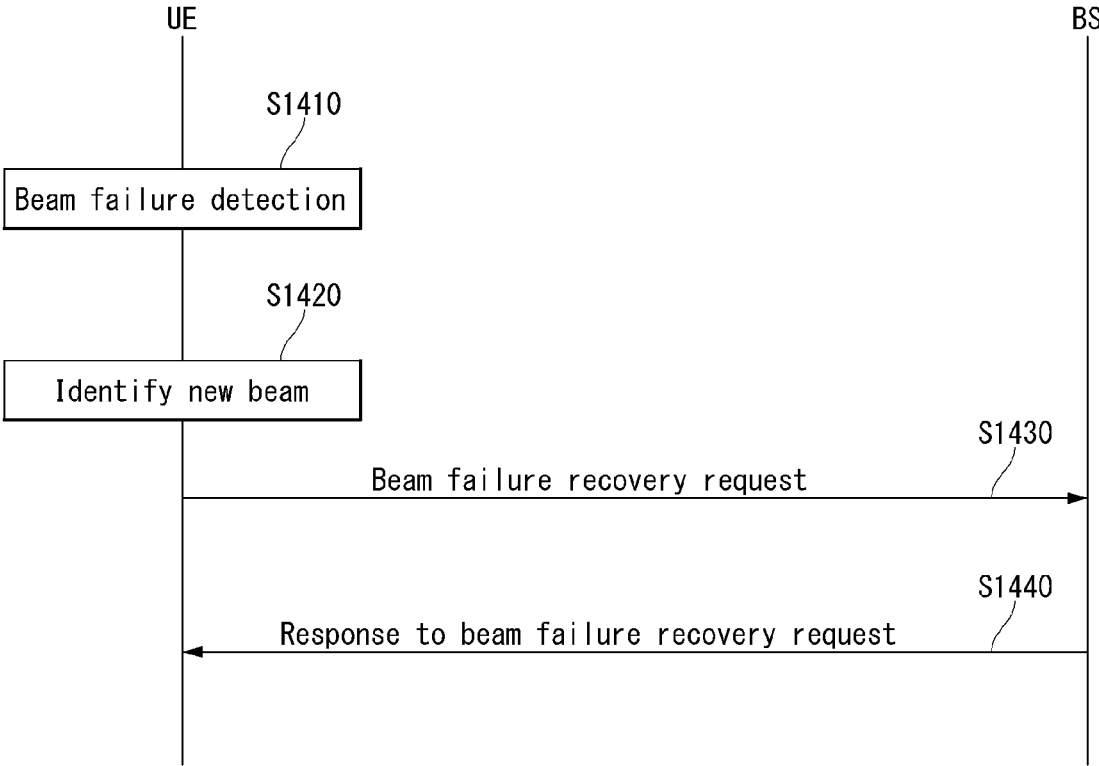 UE
BS
S1410
Beam failure detection
S1420
Identify new beam
S1430
Beam failure recovery request
S1440
Response to beam failure recovery request